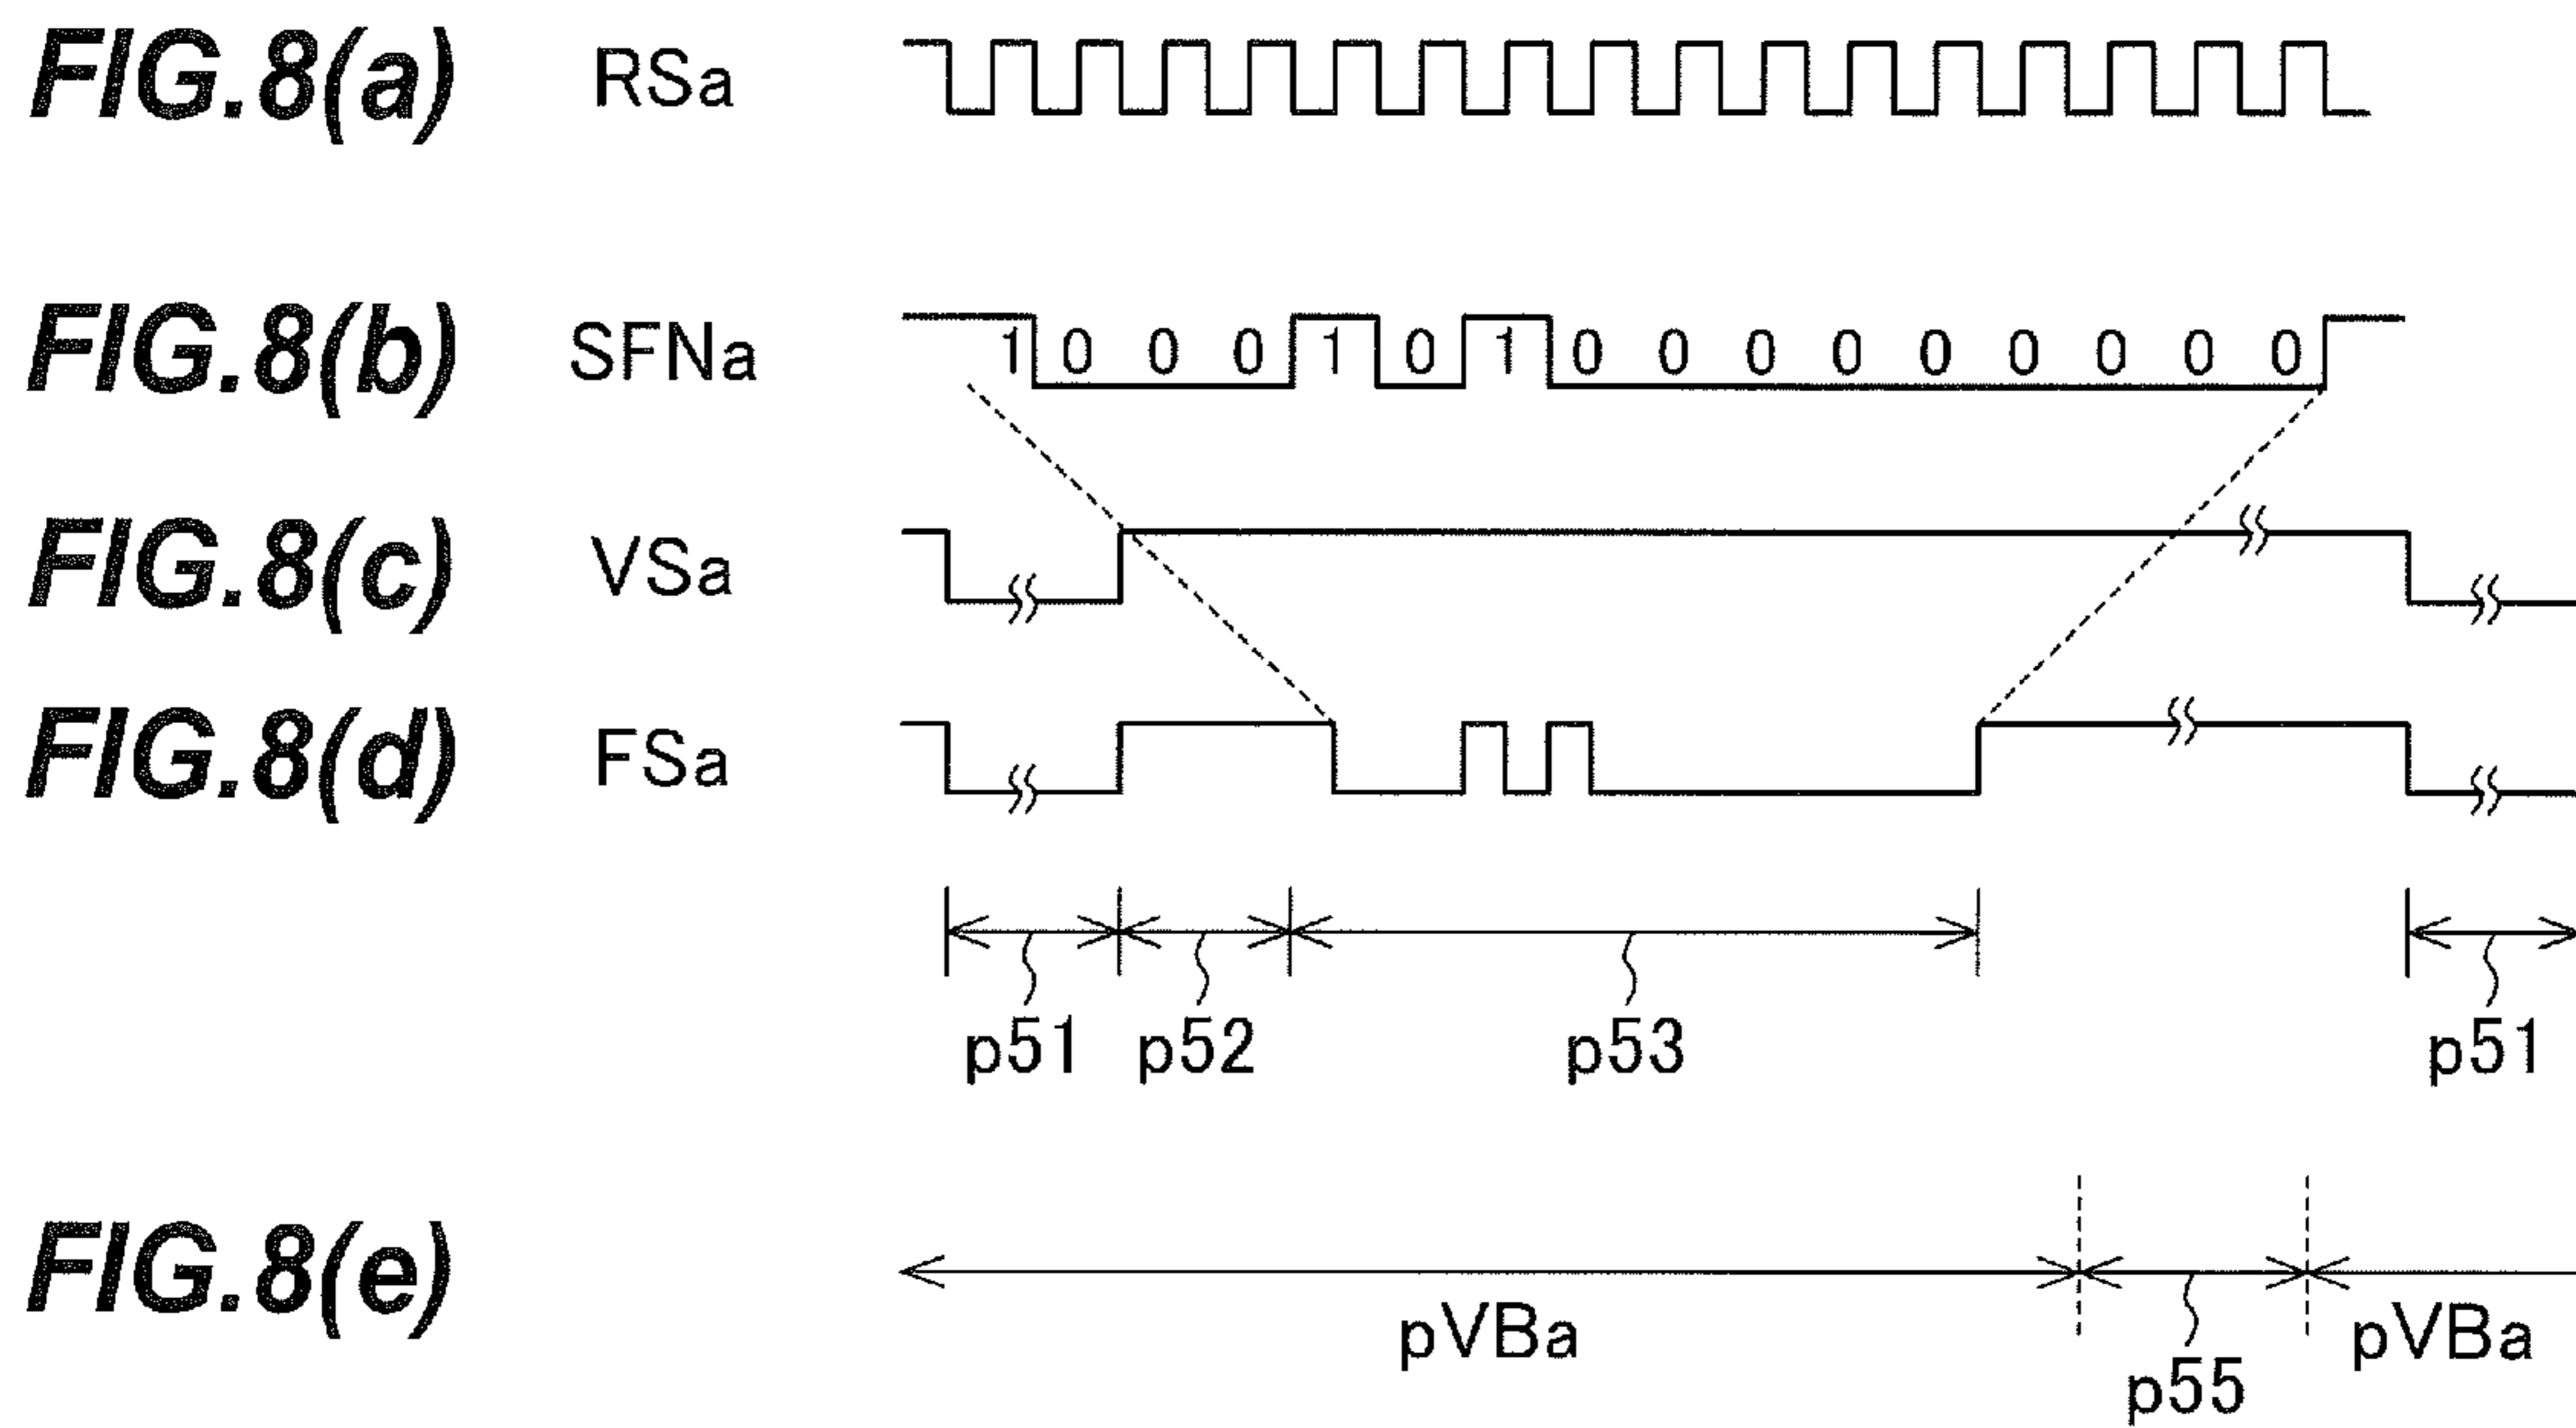 FIG.8(a) RSa
FIG.8(b) SFNa 1 0 0 0 1 0 1 0 0 0 0 0 0 0 0 0
FIG.8(c) VSa
FIG.8(d) FSa
p51 p52 p53 p51
FIG.8(e)
pVBa p55 pVBa